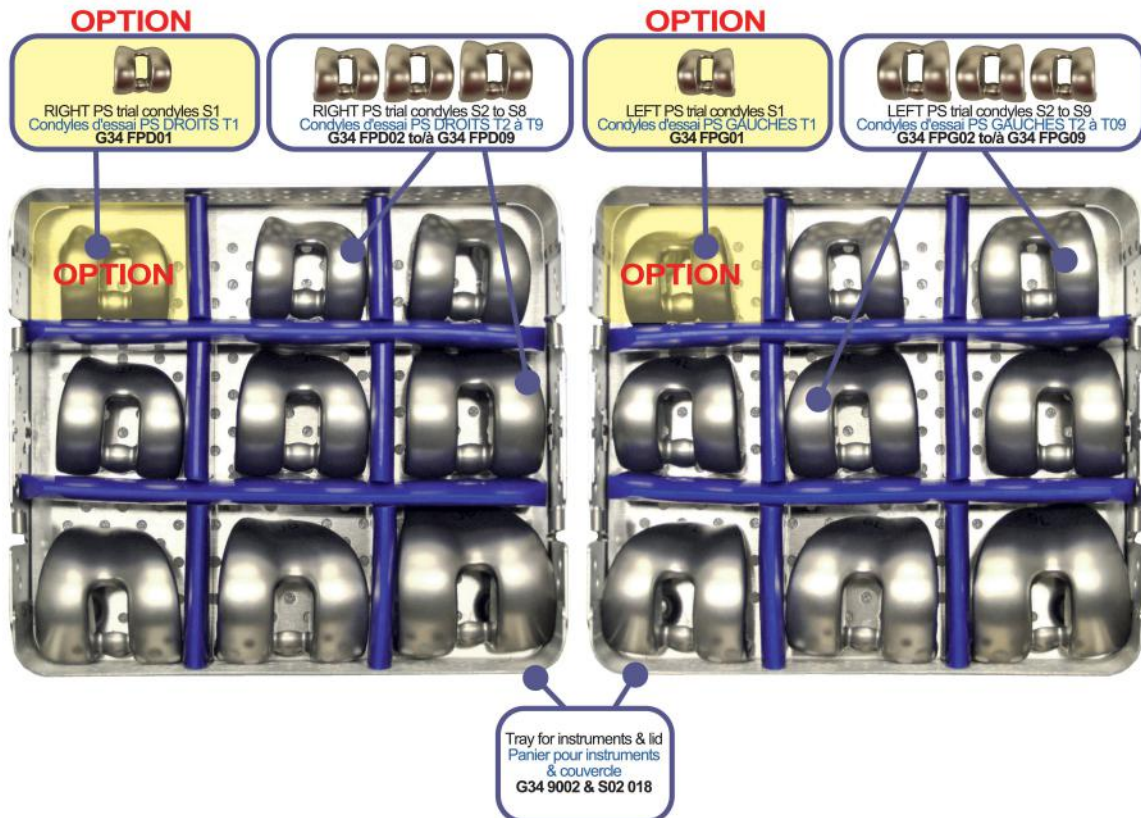 OPTION
RIGHT PS trial condyles S1
Condyles d'essai PS DROITS T1
G34 FPD01
RIGHT PS trial condyles S2 to S8
Condyles d'essai PS DROITS T2 à T9
G34 FPD02 to/à G34 FPD09
OPTION
LEFT PS trial condyles S1
Condyles d'essai PS GAUCHES T1
G34 FPG01
LEFT PS trial condyles S2 to S9
Condyles d'essai PS GAUCHES T2 à T09
G34 FPG02 to/à G34 FPG09
OPTION
OPTION
Tray for instruments & lid
Panier pour instruments
& couvercle
G34 9002 & S02 018